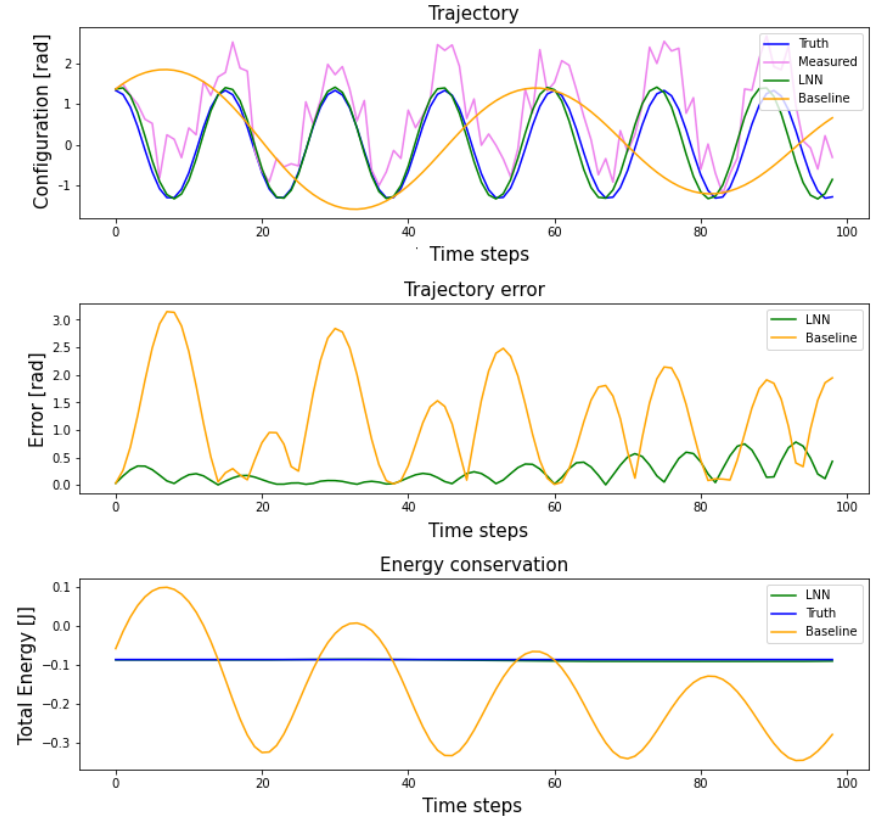 Trajectory
Configuration [rad]
2
1
0
-1
Truth
Measured
LNN
Baseline
0
20
40
60
80
100
Time steps
Trajectory error
Error [rad]
3.0
2.5
2.0
1.5
1.0
0.5
0.0
LNN
Baseline
0
20
40
60
80
100
Time steps
Energy conservation
Total Energy [J]
0.1
0.0
−0.1
−0.2
−0.3
LNN
Truth
Baseline
0
20
40
60
80
100
Time steps